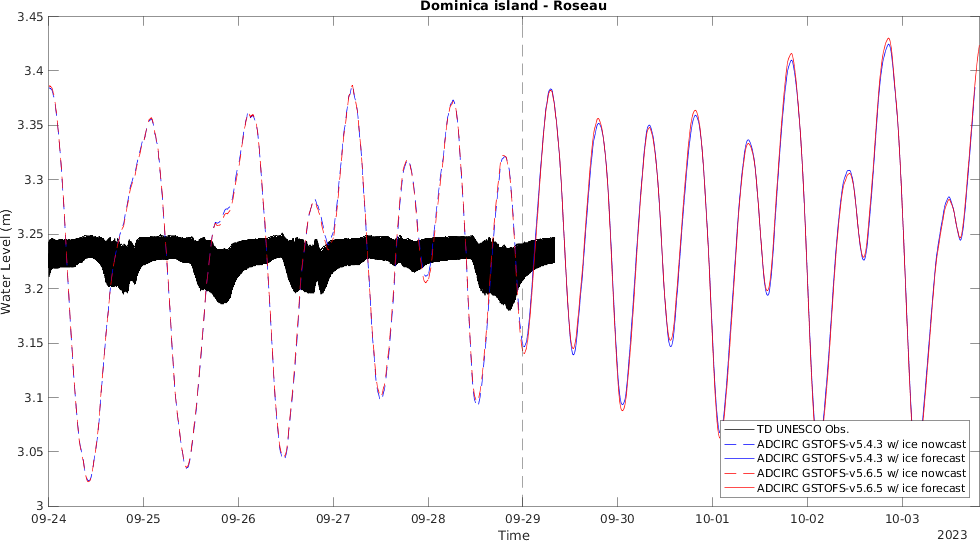 Dominica island - Roseau
3.45
3.4
3.35
3.3
3.25
3.2
3.15
3.1
3.05
3
Water Level (m)
09-24 09-25 09-26 09-27 09-28 09-29 09-30 10-01 10-02 10-03
Time
2023
TD UNESCO Obs.
ADCIRC GSTOFS-v5.4.3 w/ ice nowcast
ADCIRC GSTOFS-v5.4.3 w/ ice forecast
ADCIRC GSTOFS-v5.6.5 w/ ice nowcast
ADCIRC GSTOFS-v5.6.5 w/ ice forecast